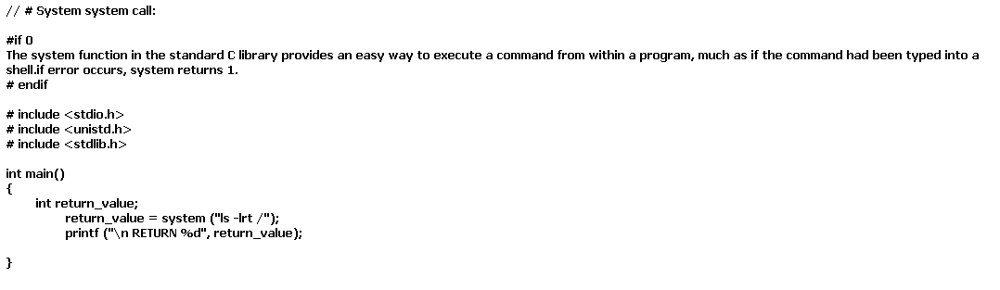 // # System system call:
#if 0
The system function in the standard C library provides an easy way to execute a command from within a program, much as if the command had been typed into a
shell.if error occurs, system returns 1.
# endif
# include <stdio.h>
# include <unistd.h>
# include <stdlib.h>
int main()
{
int return_value;
return_value = system ("ls -lrt /");
printf ("\n RETURN %d", return_value);
}